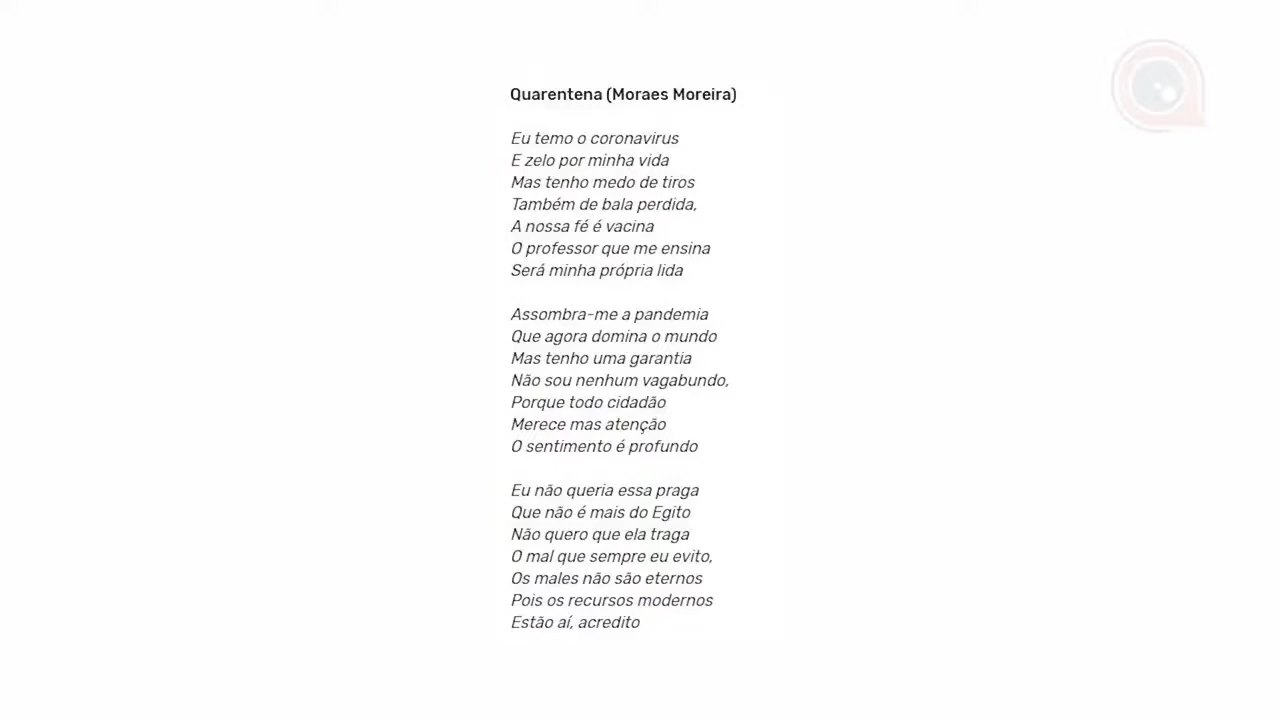 Quarentena (Moraes Moreira)
Eu temo o coronavirus
E zelo por minha vida
Mas tenho medo de tiros
Também de bala perdida,
A nossa fé é vacina
O professor que me ensina
Será minha própria lida
Assombra-me a pandemia
Que agora domina o mundo
Mas tenho uma garantia
Não sou nenhum vagabundo,
Porque todo cidadão
Merece mas atenção
O sentimento é profundo
Eu não queria essa praga
Que não é mais do Egito
Não quero que ela traga
O mal que sempre eu evito,
Os males não são eternos
Pois os recursos modernos
Estão aí, acredito